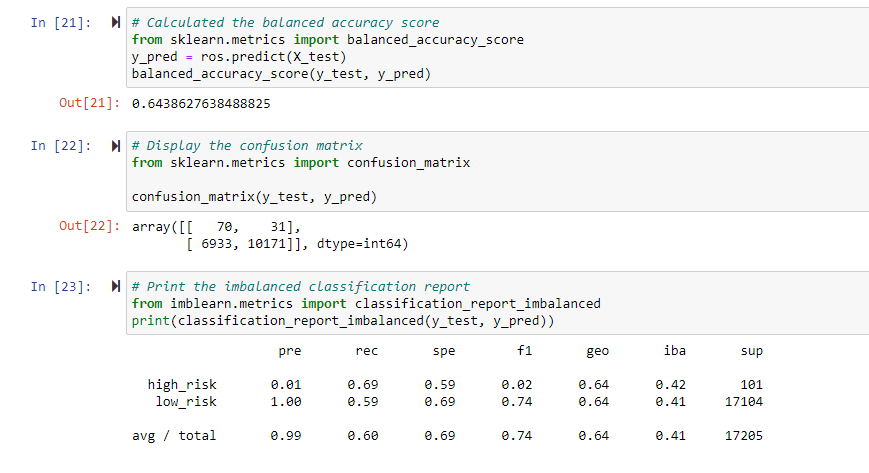 In [21]: # Calculated the balanced accuracy score
from sklearn.metrics import balanced_accuracy_score
y_pred = ros.predict(X_test)
balanced_accuracy_score(y_test, y_pred)
Out[21]: 0.6438627638488825
In [22]: # Display the confusion matrix
from sklearn.metrics import confusion_matrix
confusion_matrix(y_test, y_pred)
Out[22]: array([[   70,    31],
[ 6933, 10171]], dtype=int64)
In [23]: # Print the imbalanced classification report
from imblearn.metrics import classification_report_imbalanced
print(classification_report_imbalanced(y_test, y_pred))
pre rec spe f1 geo iba sup
high_risk 0.01 0.69 0.59 0.02 0.64 0.42 101
low_risk 1.00 0.59 0.69 0.74 0.64 0.41 17104
avg / total 0.99 0.60 0.69 0.74 0.64 0.41 17205